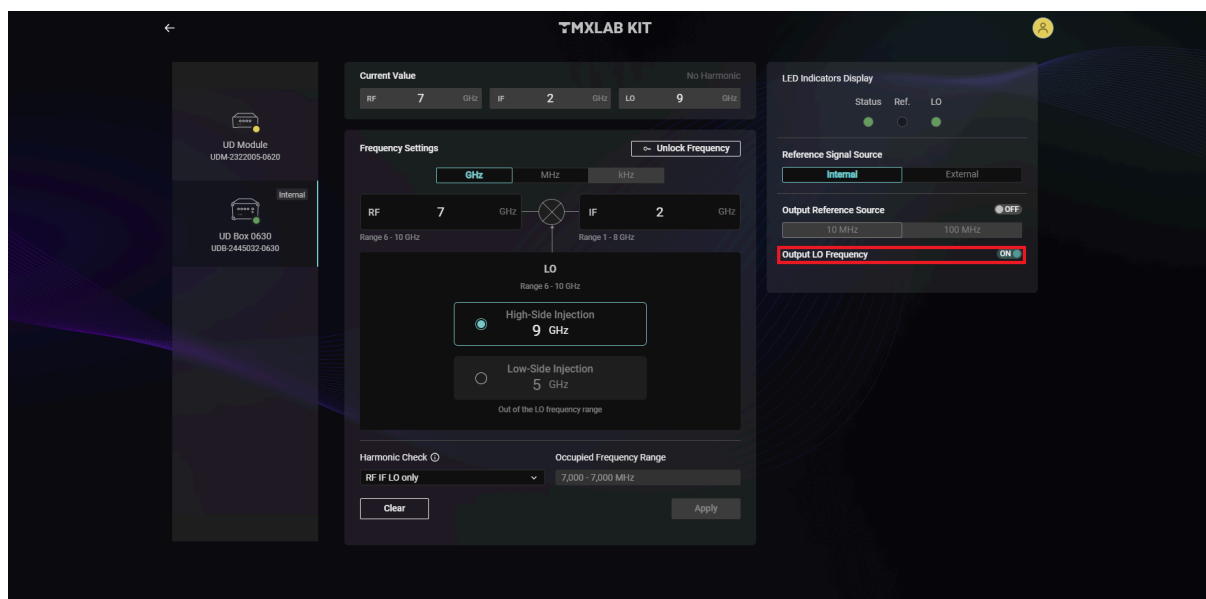 TMXLAB KIT
UD Module
UDM-2322005-0620
Internal
UD Box 0630
UDB-2445032-0630
Current Value
No Harmonic
RF 7 GHz IF 2 GHz LO 9 GHz
Frequency Settings
Unlock Frequency
GHz MHz kHz
RF 7 GHz IF 2 GHz
Range 6 - 10 GHz Range 1 - 8 GHz
LO
Range 6 - 10 GHz
High-Side Injection
9 GHz
Low-Side Injection
5 GHz
Out of the LO frequency range
Harmonic Check Occupied Frequency Range
RF IF LO only 7,000 - 7,000 MHz
Clear Apply
LED Indicators Display
Status Ref. LO
Reference Signal Source
Internal External
Output Reference Source OFF
10 MHz 100 MHz
Output LO Frequency ON